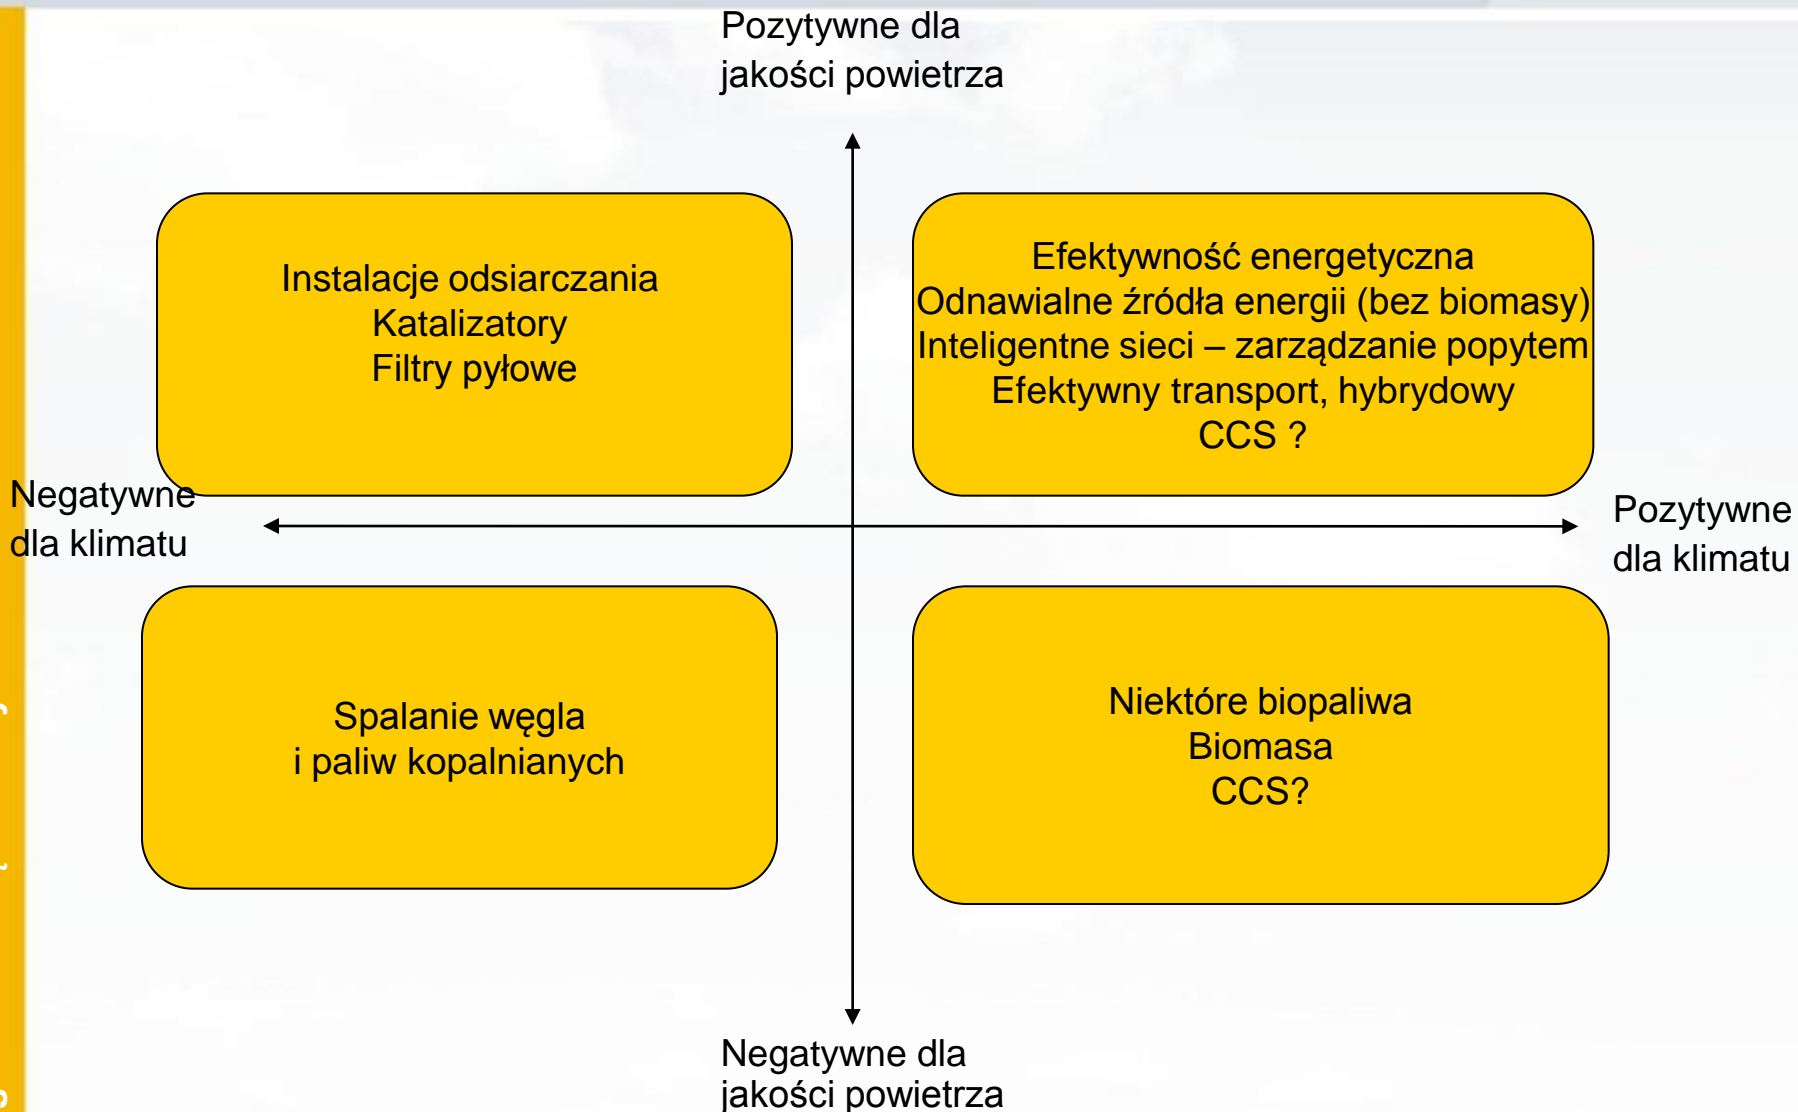 Pozytywne dla
jakości powietrza
Instalacje odsiarczania
Katalizatory
Filtry pyłowe
Efektywność energetyczna
Odnawialne źródła energii (bez biomasy)
Inteligentne sieci – zarządzanie popytem
Efektywny transport, hybrydowy
CCS ?
Negatywne
dla klimatu
Pozytywne
dla klimatu
Spalanie węgla
i paliw kopalnianych
Niektóre biopaliwa
Biomasa
CCS?
Negatywne dla
jakości powietrza